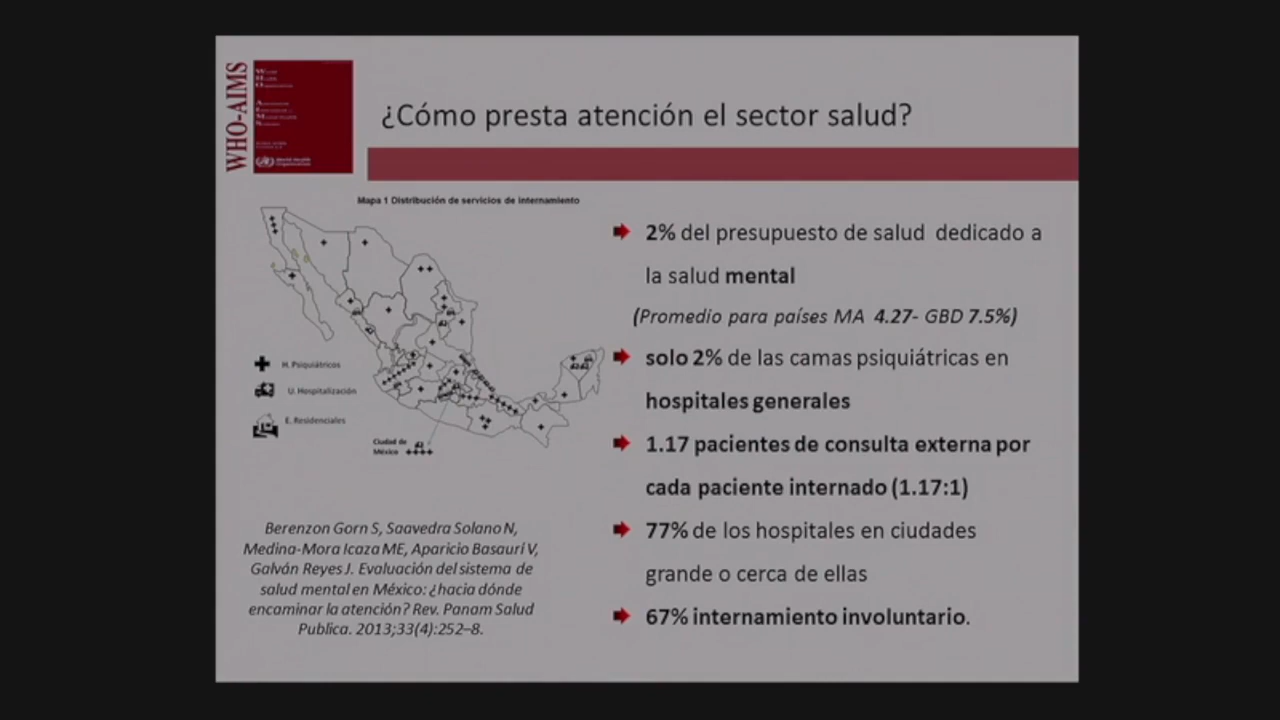 WHO-AIMS
World Health
Organization
¿Cómo presta atención el sector salud?
Mapa 1 Distribución de servicios de internamiento
H. Psiquiátricos
U. Hospitalización
E. Residenciales
Ciudad de
México
Berenzon Gorn S, Saavedra Solano N,
Medina-Mora Icaza ME, Aparicio Basaurí V,
Galván Reyes J. Evaluación del sistema de
salud mental en México: ¿hacia dónde
encaminar la atención? Rev. Panam Salud
Publica. 2013;33(4):252–8.
2% del presupuesto de salud dedicado a
la salud mental
(Promedio para países MA 4.27- GBD 7.5%)
solo 2% de las camas psiquiátricas en
hospitales generales
1.17 pacientes de consulta externa por
cada paciente internado (1.17:1)
77% de los hospitales en ciudades
grande o cerca de ellas
67% internamiento involuntario.